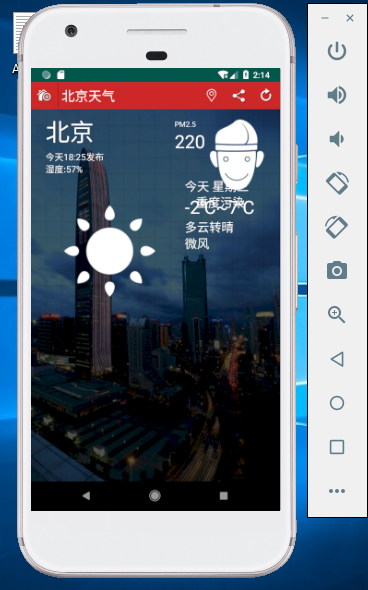 2:14
北京天气
北京
PM2.5
220
今天18:25发布
湿度:57%
今天 星期三
重度污染
-2℃~7℃
多云转晴
微风